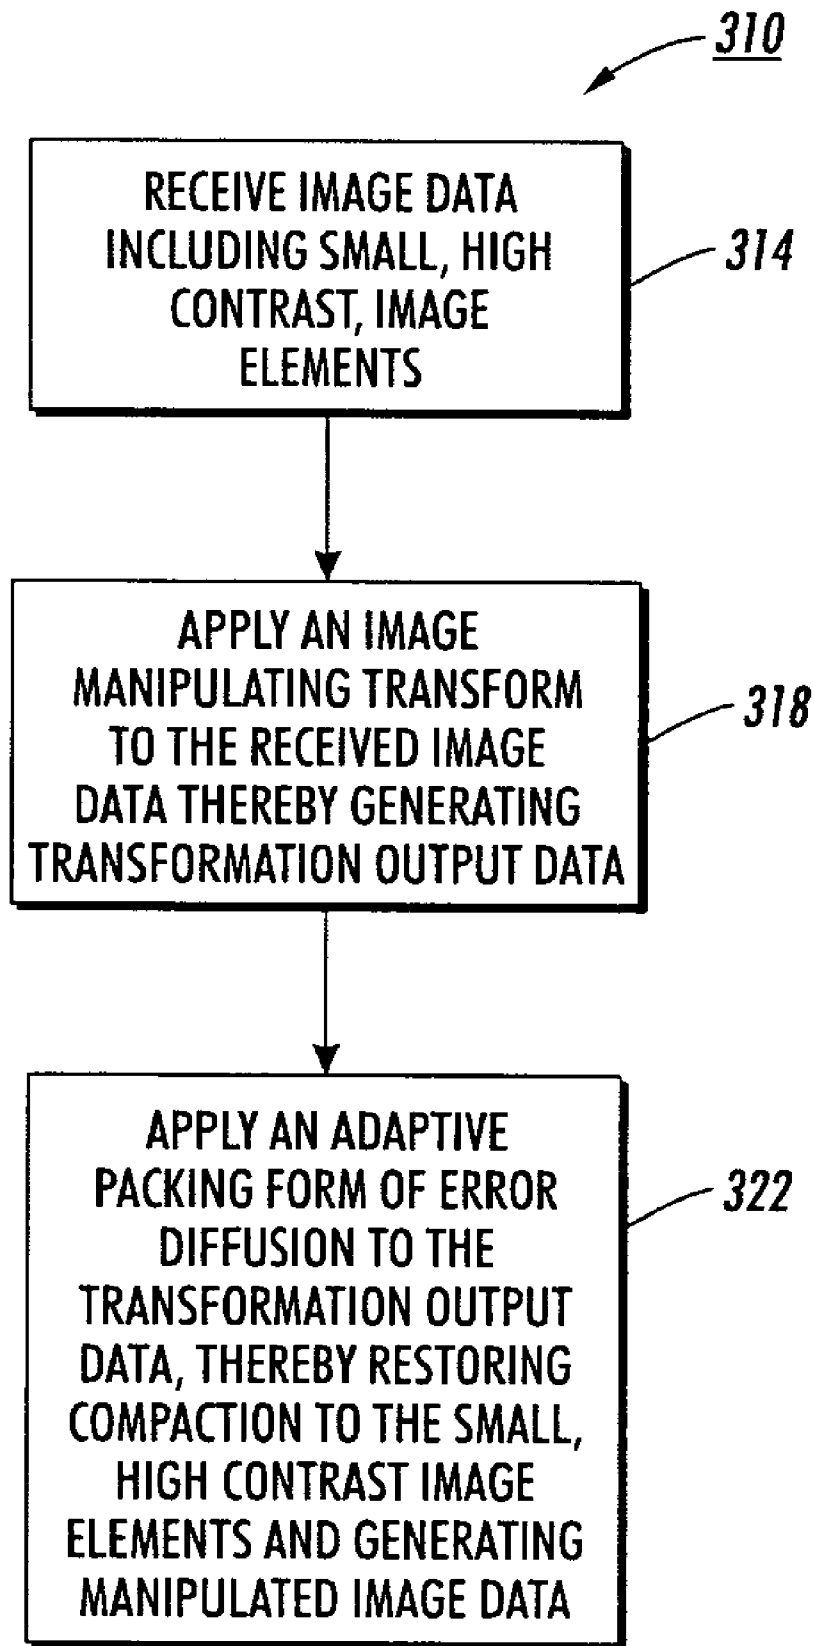 310
RECEIVE IMAGE DATA
INCLUDING SMALL, HIGH
CONTRAST, IMAGE
ELEMENTS
314
APPLY AN IMAGE
MANIPULATING TRANSFORM
TO THE RECEIVED IMAGE
DATA THEREBY GENERATING
TRANSFORMATION OUTPUT DATA
318
APPLY AN ADAPTIVE
PACKING FORM OF ERROR
DIFFUSION TO THE
TRANSFORMATION OUTPUT
DATA, THEREBY RESTORING
COMPACTION TO THE SMALL,
HIGH CONTRAST IMAGE
ELEMENTS AND GENERATING
MANIPULATED IMAGE DATA
322